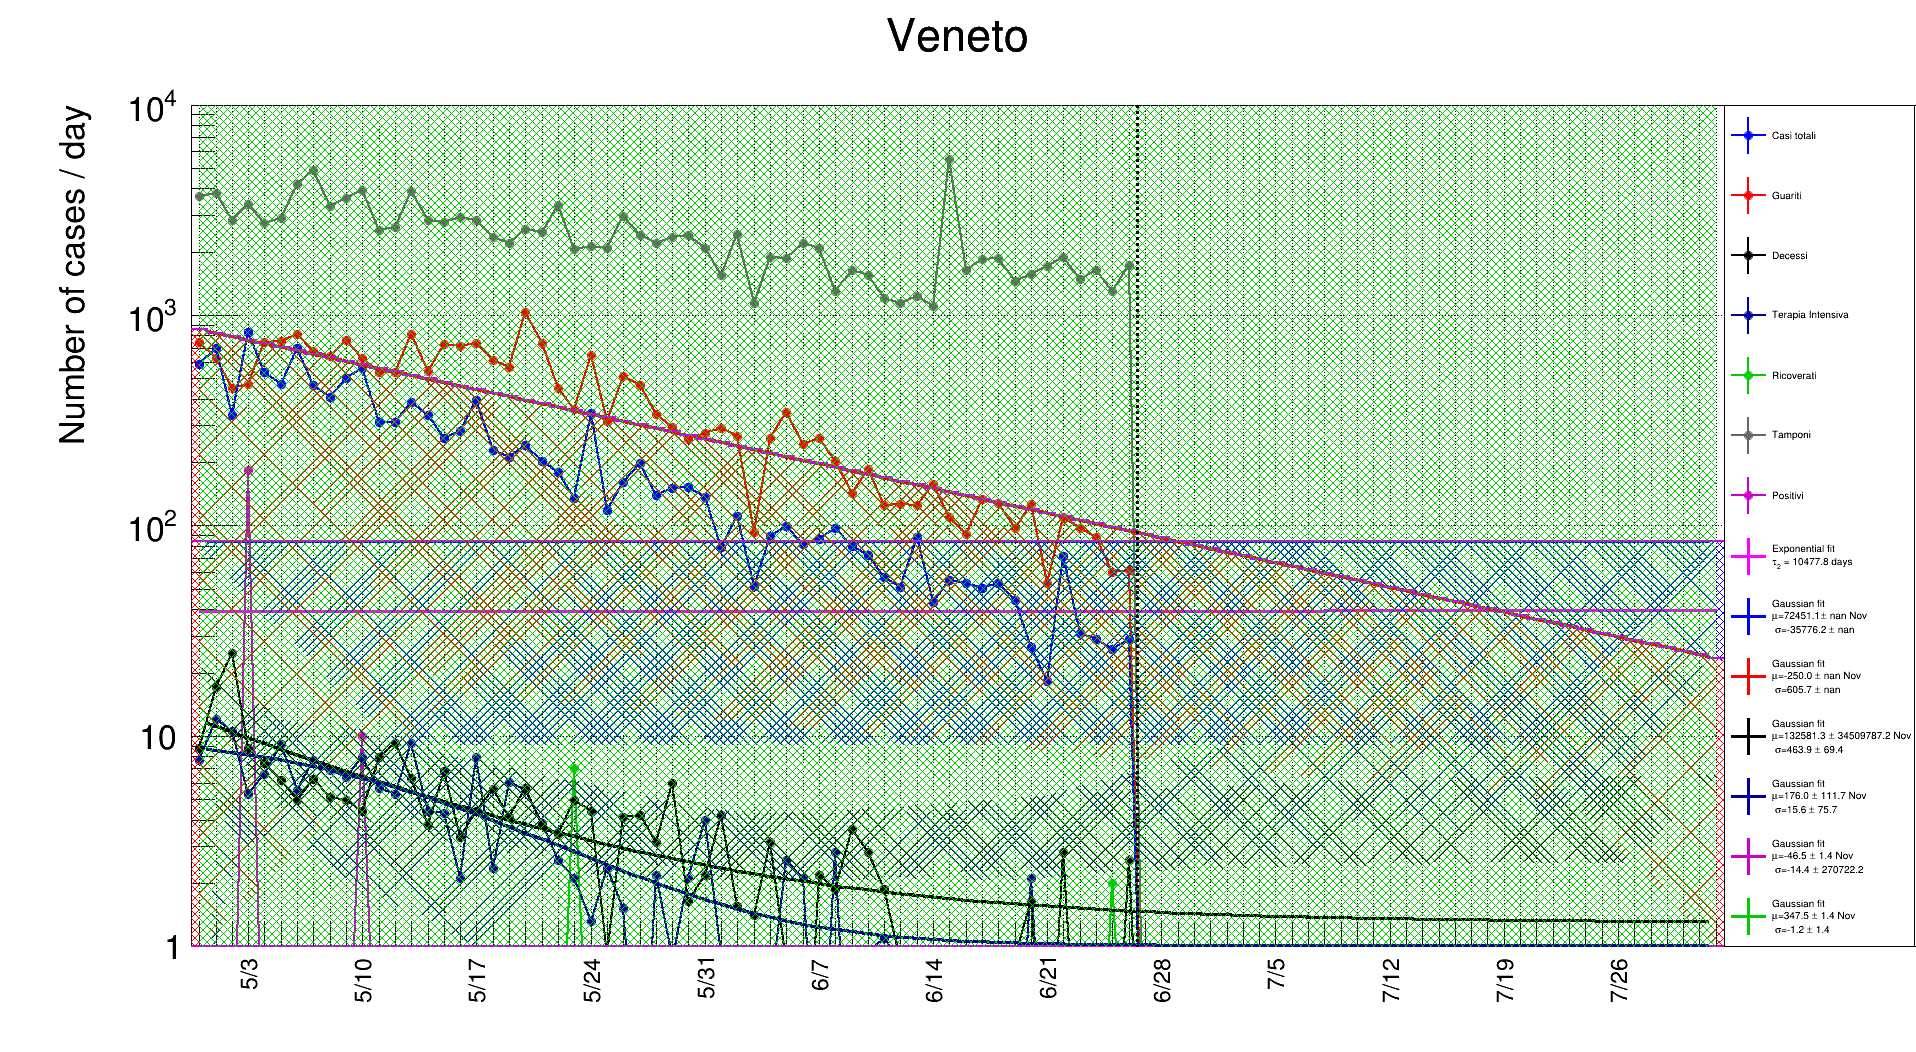 Veneto
Number of cases / day
10^4
10^3
10^2
10
1
5/3
5/10
5/17
5/24
5/31
6/7
6/14
6/21
6/28
7/5
7/12
7/19
7/26
Casi totali
Guariti
Decessi
Terapia Intensiva
Ricoverati
Tamponi
Positivi
Exponential fit
τ₂ = 10477.8 days
Gaussian fit
μ=72451.1± nan Nov
σ=-35776.2 ± nan
Gaussian fit
μ=-250.0 ± nan Nov
σ=605.7 ± nan
Gaussian fit
μ=132581.3 ± 34509787.2 Nov
σ=463.9 ± 69.4
Gaussian fit
μ=176.0 ± 111.7 Nov
σ=15.6 ± 75.7
Gaussian fit
μ=-46.5 ± 1.4 Nov
σ=-14.4 ± 270722.2
Gaussian fit
μ=347.5 ± 1.4 Nov
σ=-1.2 ± 1.4